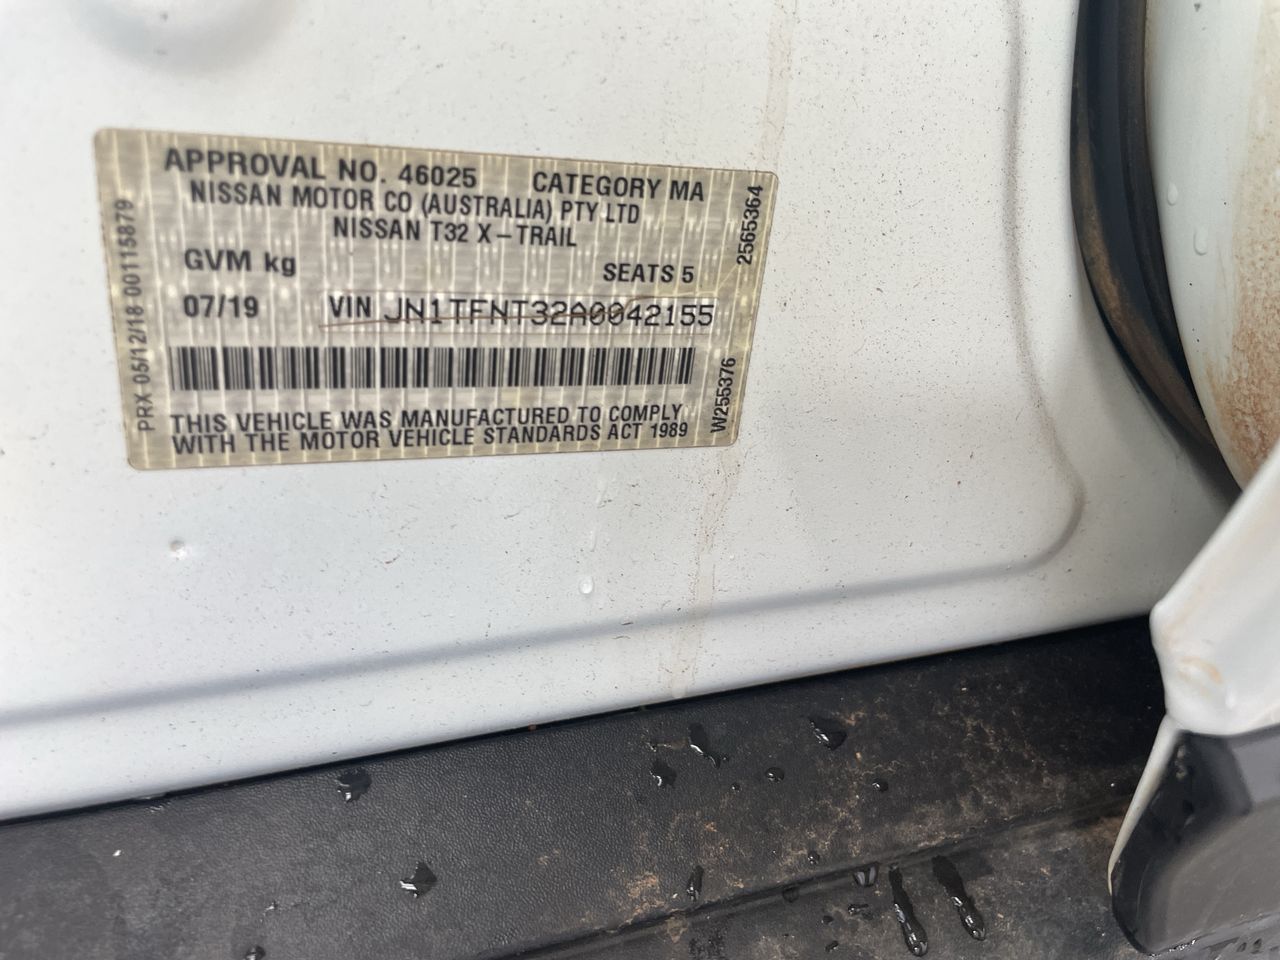 APPROVAL NO. 46025 CATEGORY MA
NISSAN MOTOR CO (AUSTRALIA) PTY LTD
NISSAN T32 X-TRAIL
GVM kg SEATS 5
07/19 VIN JN1TFNT32A0042155
THIS VEHICLE WAS MANUFACTURED TO COMPLY
WITH THE MOTOR VEHICLE STANDARDS ACT 1989
PRX 05/12/18 00115879
2565364
W255376